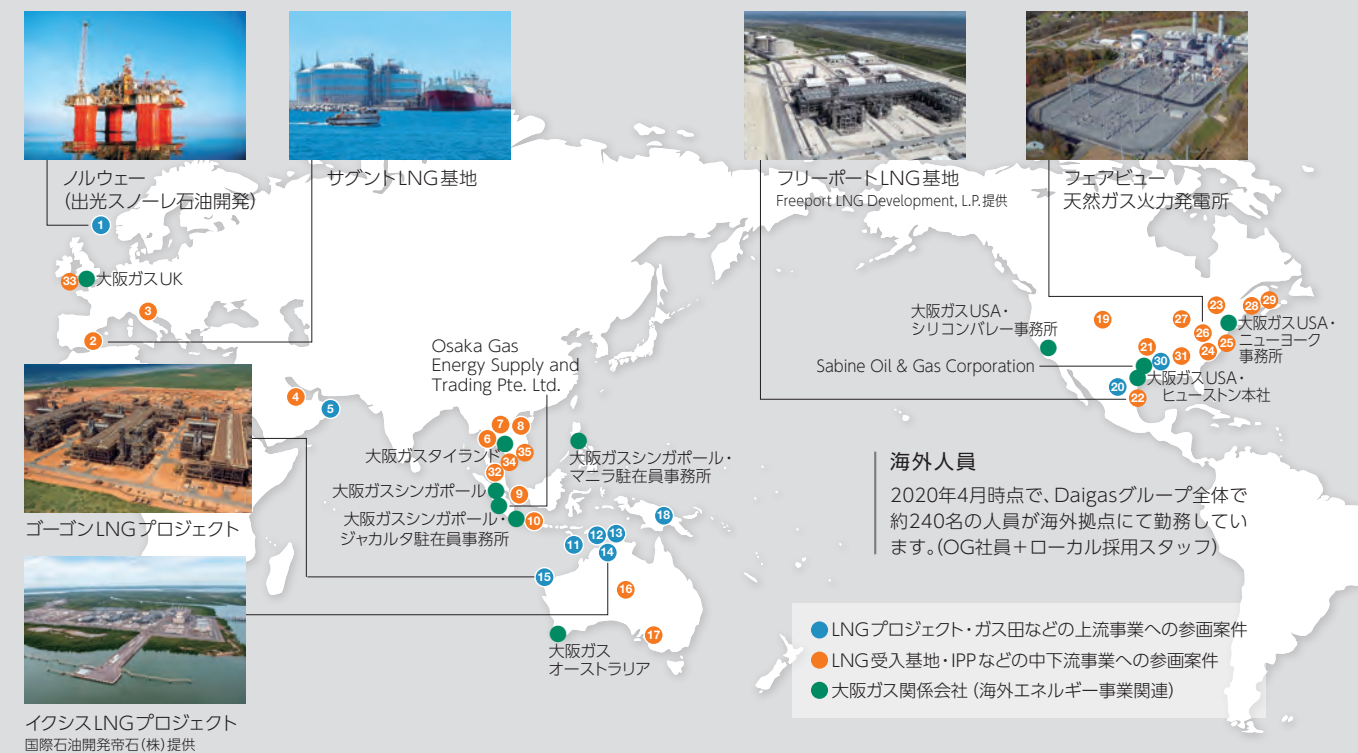 ノルウェー
(出光スノーレ石油開発)
サグントLNG基地
フリーポートLNG基地
Freeport LNG Development, L.P.提供
フェアビュー
天然ガス火力発電所
1
33
大阪ガスUK
3
2
4
5
ゴーゴンLNGプロジェクト
イクシスLNGプロジェクト
国際石油開発帝石(株)提供
Osaka Gas
Energy Supply and
Trading Pte. Ltd.
7
8
6
大阪ガスタイランド
35
34
32
大阪ガスシンガポール・
マニラ駐在員事務所
大阪ガスシンガポール
9
大阪ガスシンガポール・
ジャカルタ駐在員事務所
10
18
11
12
13
14
15
16
17
大阪ガス
オーストラリア
大阪ガスUSA・
シリコンバレー事務所
19
27
23
28
29
26
大阪ガスUSA・
ニューヨーク
事務所
21
30
31
24
25
Sabine Oil & Gas Corporation
20
大阪ガスUSA・
ヒューストン本社
22
海外人員
2020年4月時点で、Daigasグループ全体で
約240名の人員が海外拠点にて勤務してい
ます。(OG社員+ローカル採用スタッフ)
LNGプロジェクト・ガス田などの上流事業への参画案件
LNG受入基地・IPPなどの中下流事業への参画案件
大阪ガス関係会社(海外エネルギー事業関連)